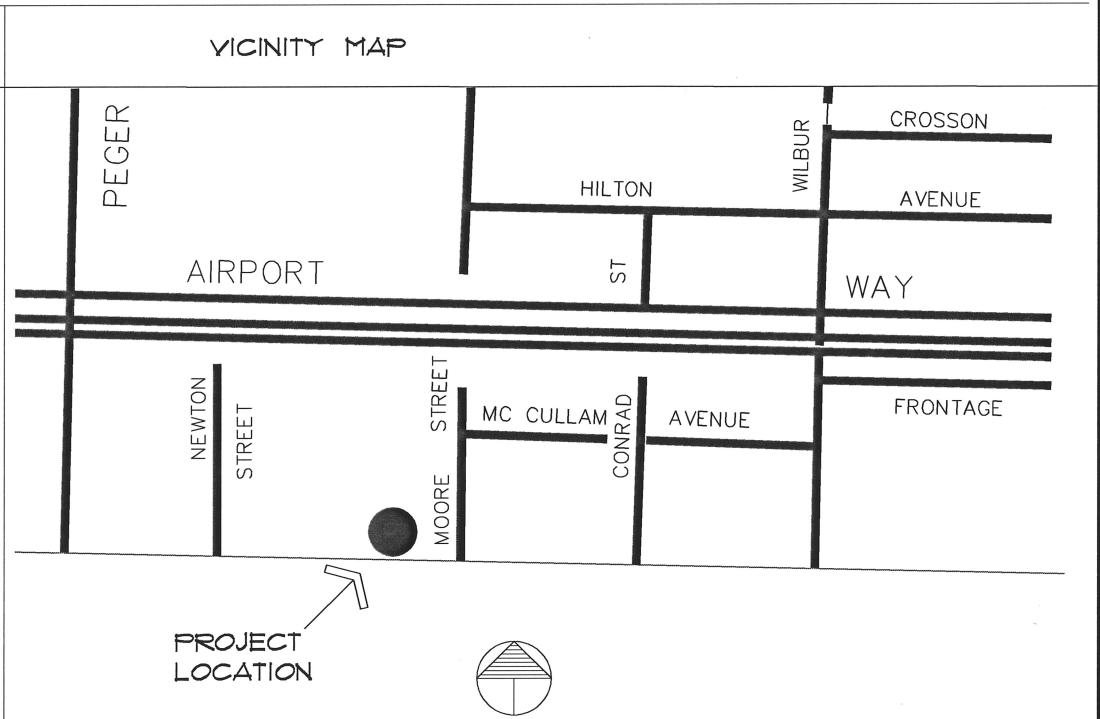 VICINITY MAP
PEGER
WILBUR
CROSSON
HILTON
AVENUE
AIRPORT
ST
WAY
NEWTON
STREET
STREET
MOORE
MC CULLAM
CONRAD
AVENUE
FRONTAGE
PROJECT
LOCATION